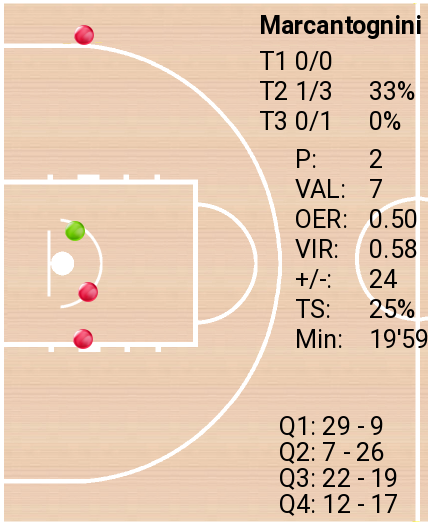 Marcantognini
T1 0/0
T2 1/3 33%
T3 0/1 0%
P: 2
VAL: 7
OER: 0.50
VIR: 0.58
+/-: 24
TS: 25%
Min: 19'59
Q1: 29 - 9
Q2: 7 - 26
Q3: 22 - 19
Q4: 12 - 17